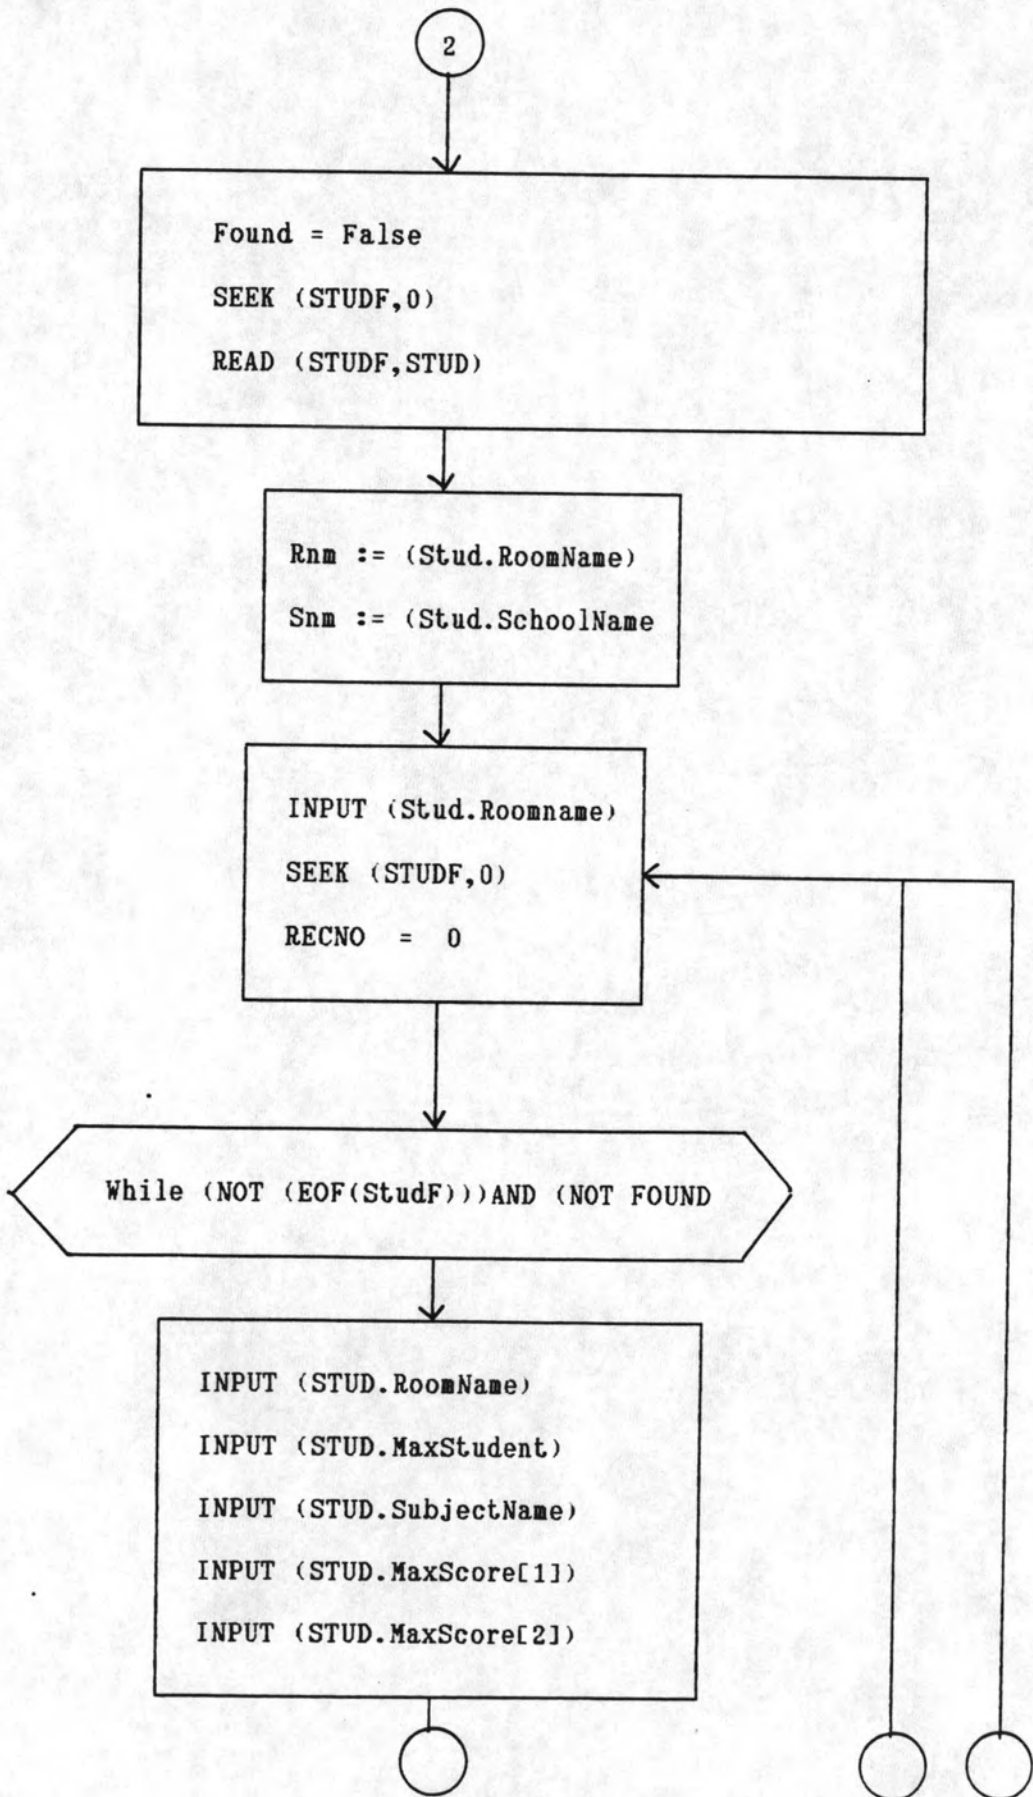 2
Found = False
SEEK (STUDF,0)
READ (STUDF,STUD)
Rnm := (Stud.RoomName)
Snm := (Stud.SchoolName
INPUT (Stud.Roomname)
SEEK (STUDF,0)
RECNO = 0
While (NOT (EOF(StudF)))AND (NOT FOUND
INPUT (STUD.RoomName)
INPUT (STUD.MaxStudent)
INPUT (STUD.SubjectName)
INPUT (STUD.MaxScore[1])
INPUT (STUD.MaxScore[2])